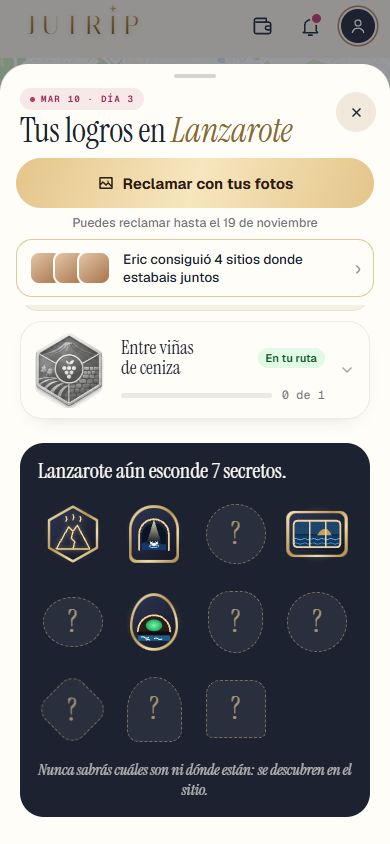 JUTRIP
MAR 10 · DÍA 3
Tus logros en Lanzarote
Reclamar con tus fotos
Puedes reclamar hasta el 19 de noviembre
Eric consiguió 4 sitios donde
estabais juntos
Entre viñas
de ceniza
En tu ruta
0 de 1
Lanzarote aún esconde 7 secretos.
?
? ? ?
? ? ?
Nunca sabrás cuáles son ni dónde están: se descubren en el
sitio.